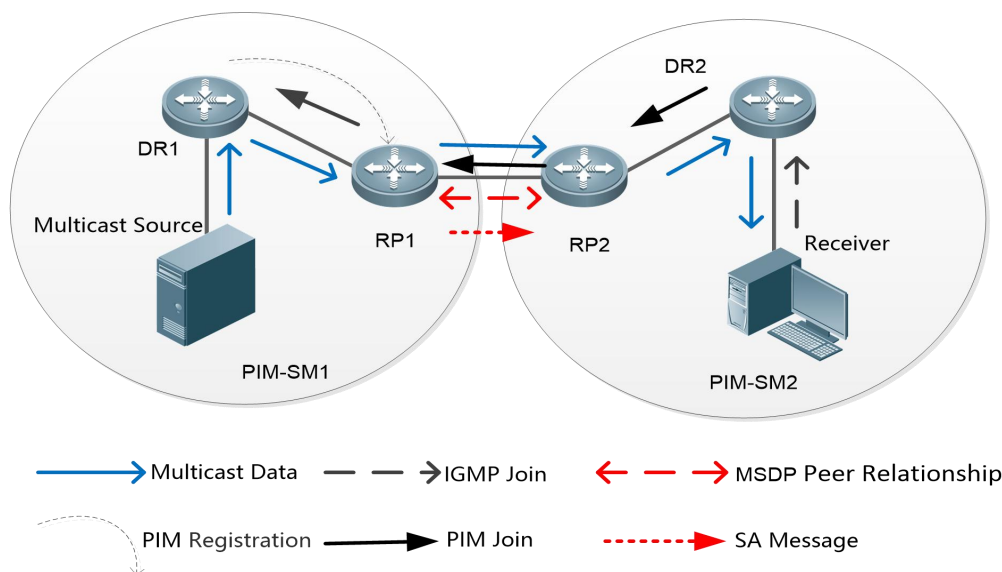 DR2
DR1
Multicast Source
RP1
RP2
Receiver
PIM-SM1
PIM-SM2
Multicast Data
IGMP Join
MSDP Peer Relationship
PIM Registration
PIM Join
SA Message